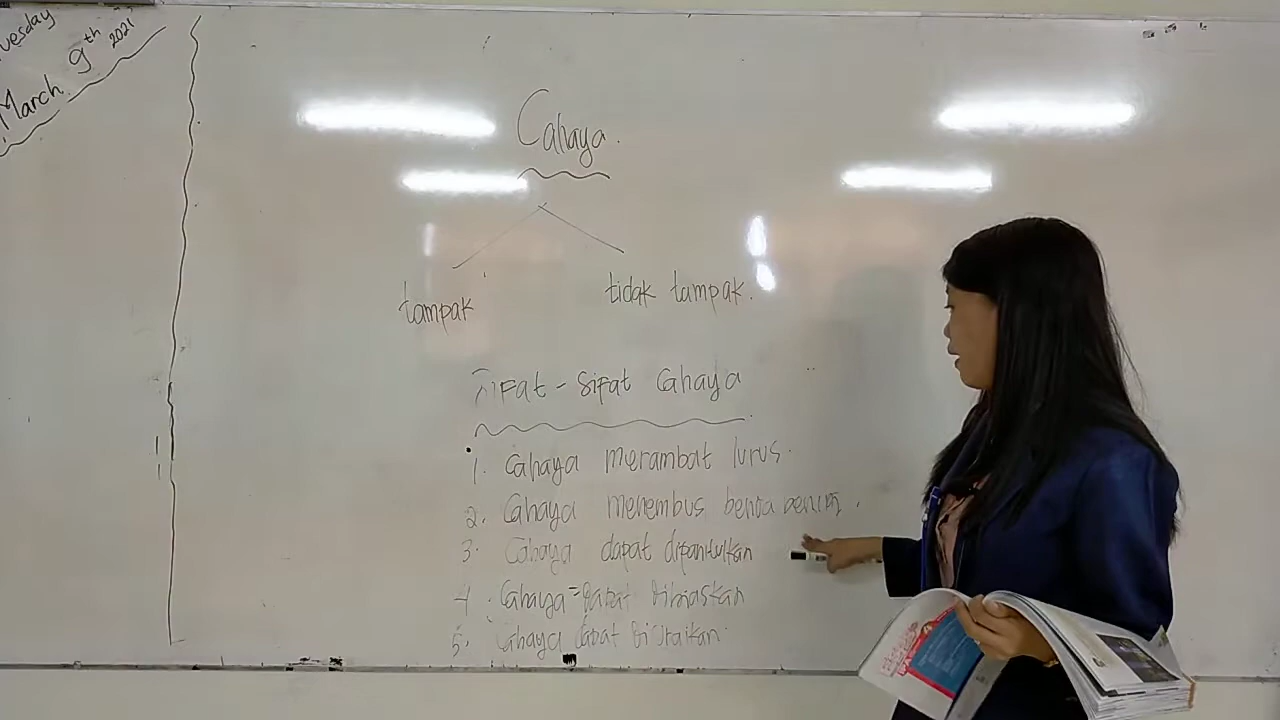 Tuesday
March 9th 2021
Cahaya.
tampak
tidak tampak.
Sifat - Sifat Cahaya
1. Cahaya merambat lurus.
2. Cahaya menembus benda bening.
3. Cahaya dapat dipantulkan
4. Cahaya dapat dibiaskan
5. Cahaya dapat diuraikan.